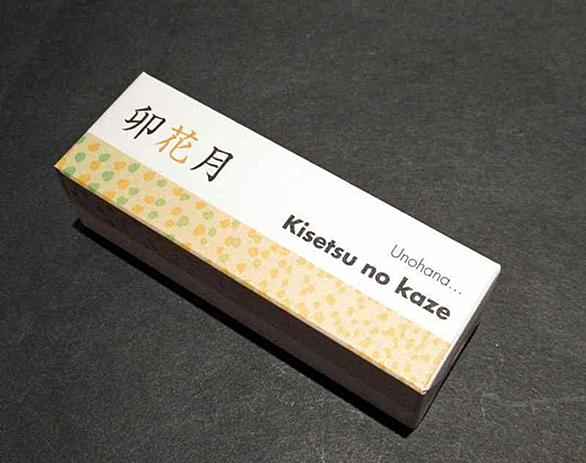 卯花月
Unohana...
Kisetsu no kaze